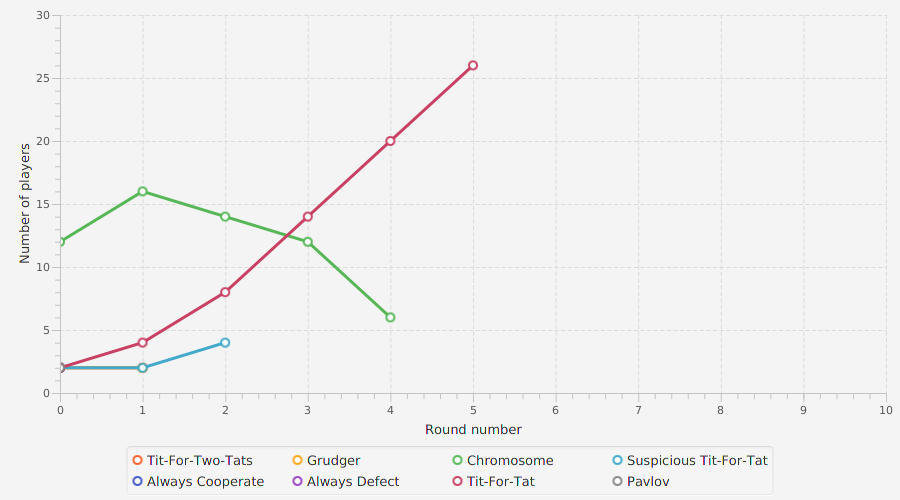 30
25
20
15
10
5
0
Number of players
0 1 2 3 4 5 6 7 8 9 10
Round number
Tit-For-Two-Tats Grudger Chromosome Suspicious Tit-For-Tat
Always Cooperate Always Defect Tit-For-Tat Pavlov